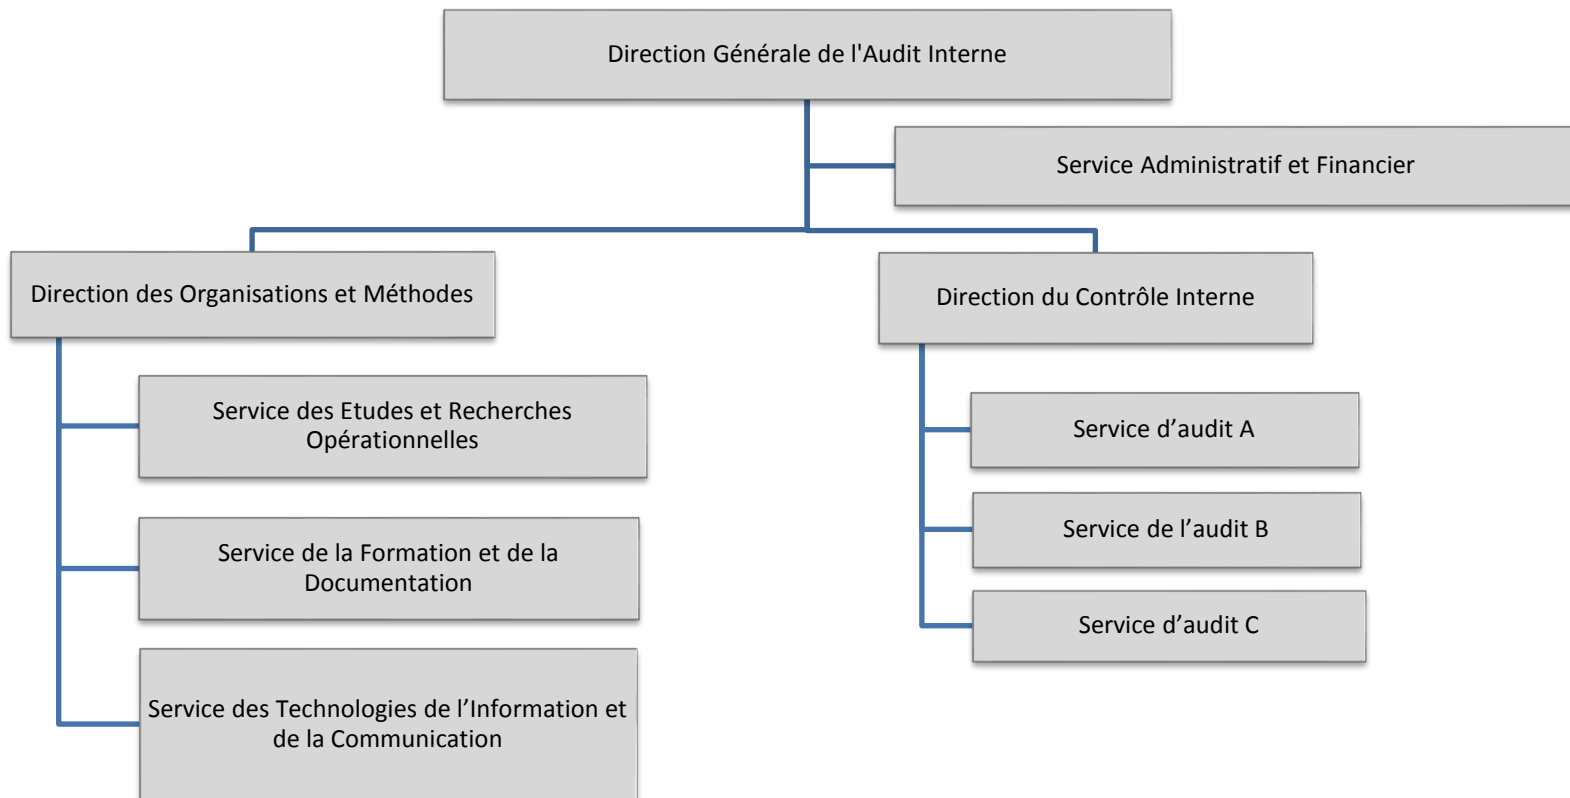 Direction Générale de l'Audit Interne
Service Administratif et Financier
Direction des Organisations et Méthodes
Direction du Contrôle Interne
Service des Etudes et Recherches
Opérationnelles
Service de la Formation et de la
Documentation
Service des Technologies de l’Information et
de la Communication
Service d’audit A
Service de l’audit B
Service d’audit C